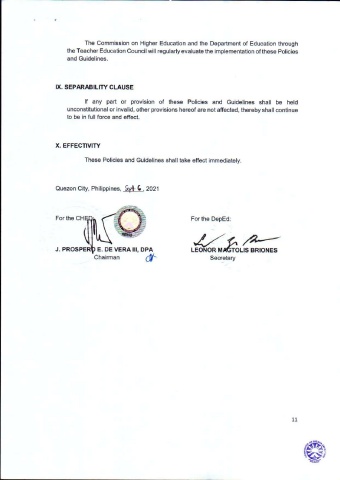 The Commission on Higher Education and the Department of Education through
the Teacher Education Council will regularly evaluate the implementation of these Policies
and Guidelines.
IX. SEPARABILITY CLAUSE
If any part or provision of these Policies and Guidelines shall be held
unconstitutional or invalid, other provisions hereof are not affected, thereby shall continue
to be in full force and effect.
X. EFFECTIVITY
These Policies and Guidelines shall take effect immediately.
Quezon City, Philippines, Sept 6, 2021
For the CHED:
For the DepEd:
J. PROSPERO E. DE VERA III, DPA
Chairman
LEONOR MAGTOLIS BRIONES
Secretary
11